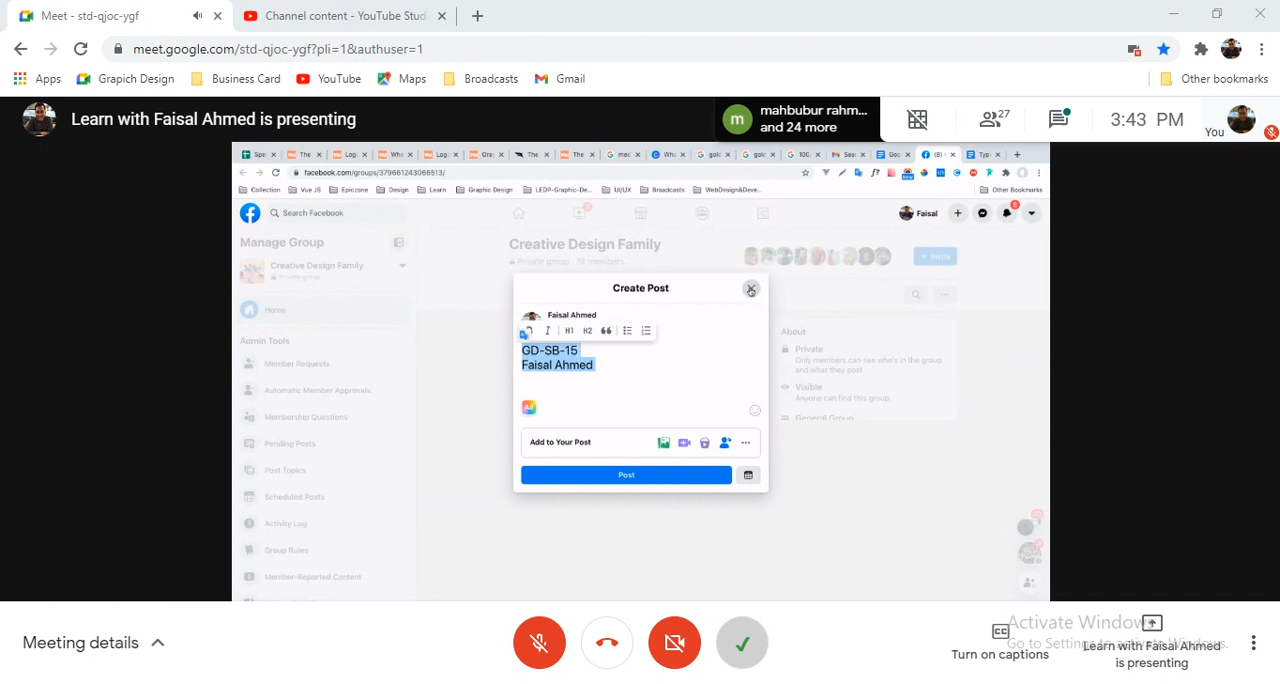 Meet - std-qjoc-ygf
Channel content - YouTube Studi
meet.google.com/std-qjoc-ygf?pli=1&authuser=1
Apps
Grapich Design
Business Card
YouTube
Maps
Broadcasts
Gmail
Other bookmarks
Learn with Faisal Ahmed is presenting
m
mahbubur rahm...
and 24 more
27
3:43 PM
You
facebook.com/groups/379661243066513/
Collection
Vue JS
Epiczone
Design
Learn
Graphic Design
LEDP-Graphic-De...
UI/UX
Broadcasts
WebDesign&Deve...
Other Bookmarks
Search Facebook
Faisal
Manage Group
Creative Design Family
Private group
Home
Admin Tools
Member Requests
Automatic Member Approvals
Membership Questions
Pending Posts
Post Topics
Scheduled Posts
Activity Log
Group Rules
Member-Reported Content
Creative Design Family
Private group · 74 members
+ Invite
Create Post
Faisal Ahmed
I
H1
H2
GD-SB-15
Faisal Ahmed
Add to Your Post
Post
About
Private
Only members can see who's in the group
and what they post.
Visible
Anyone can find this group.
General Group
Meeting details
Turn on captions
Learn with Faisal Ahmed
is presenting
Activate Windows
Go to Settings to activate Windows.